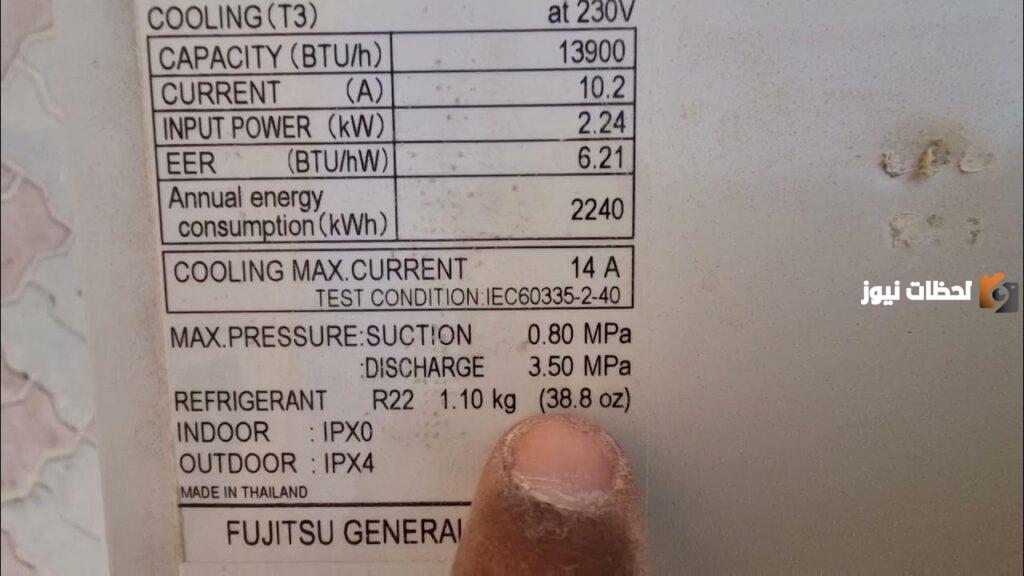 COOLING(T3) at 230V
CAPACITY (BTU/h) 13900
CURRENT (A) 10.2
INPUT POWER (kW) 2.24
EER (BTU/hW) 6.21
Annual energy
consumption(kWh) 2240
COOLING MAX.CURRENT 14 A
TEST CONDITION:IEC60335-2-40
MAX.PRESSURE:SUCTION 0.80 MPa
:DISCHARGE 3.50 MPa
REFRIGERANT R22 1.10 kg (38.8 oz)
INDOOR : IPX0
OUTDOOR : IPX4
MADE IN THAILAND
FUJITSU GENERAL
لحظات نيوز